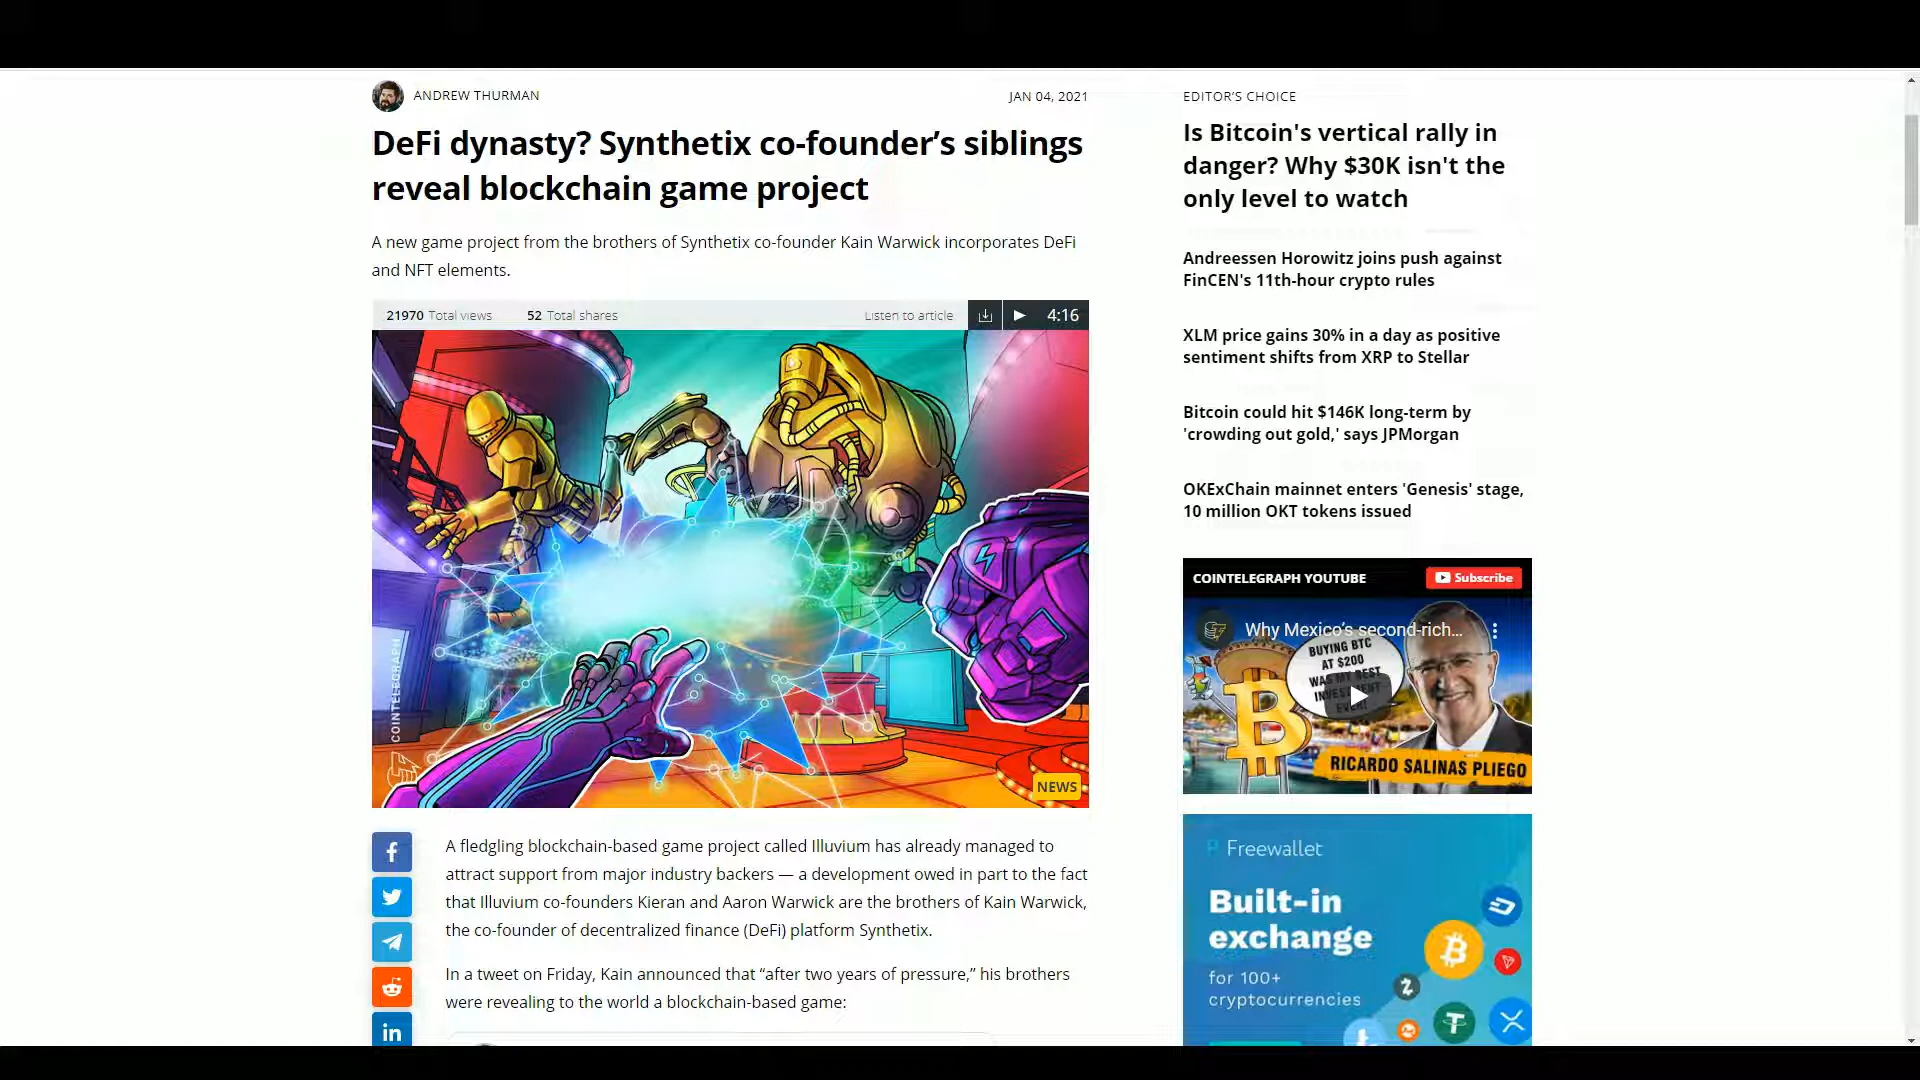 ANDREW THURMAN
JAN 04, 2021
DeFi dynasty? Synthetix co-founder’s siblings
reveal blockchain game project
A new game project from the brothers of Synthetix co-founder Kain Warwick incorporates DeFi
and NFT elements.
21970 Total views
52 Total shares
Listen to article
4:16
COINTELEGRAPH
NEWS
A fledgling blockchain-based game project called Illuvium has already managed to
attract support from major industry backers — a development owed in part to the fact
that Illuvium co-founders Kieran and Aaron Warwick are the brothers of Kain Warwick,
the co-founder of decentralized finance (DeFi) platform Synthetix.
In a tweet on Friday, Kain announced that “after two years of pressure,” his brothers
were revealing to the world a blockchain-based game:
EDITOR’S CHOICE
Is Bitcoin's vertical rally in
danger? Why $30K isn't the
only level to watch
Andreessen Horowitz joins push against
FinCEN's 11th-hour crypto rules
XLM price gains 30% in a day as positive
sentiment shifts from XRP to Stellar
Bitcoin could hit $146K long-term by
'crowding out gold,' says JPMorgan
OKExChain mainnet enters 'Genesis' stage,
10 million OKT tokens issued
COINTELEGRAPH YOUTUBE
Subscribe
Why Mexico’s second-rich...
BUYING BTC
AT $200
WAS MY BEST
EVER!
RICARDO SALINAS PLIEGO
Freewallet
Built-in
exchange
for 100+
cryptocurrencies